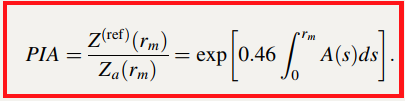 PIA = Z^(ref)(r_m) / Z_a(r_m) = exp[0.46 ∫_0^{r_m} A(s)ds].